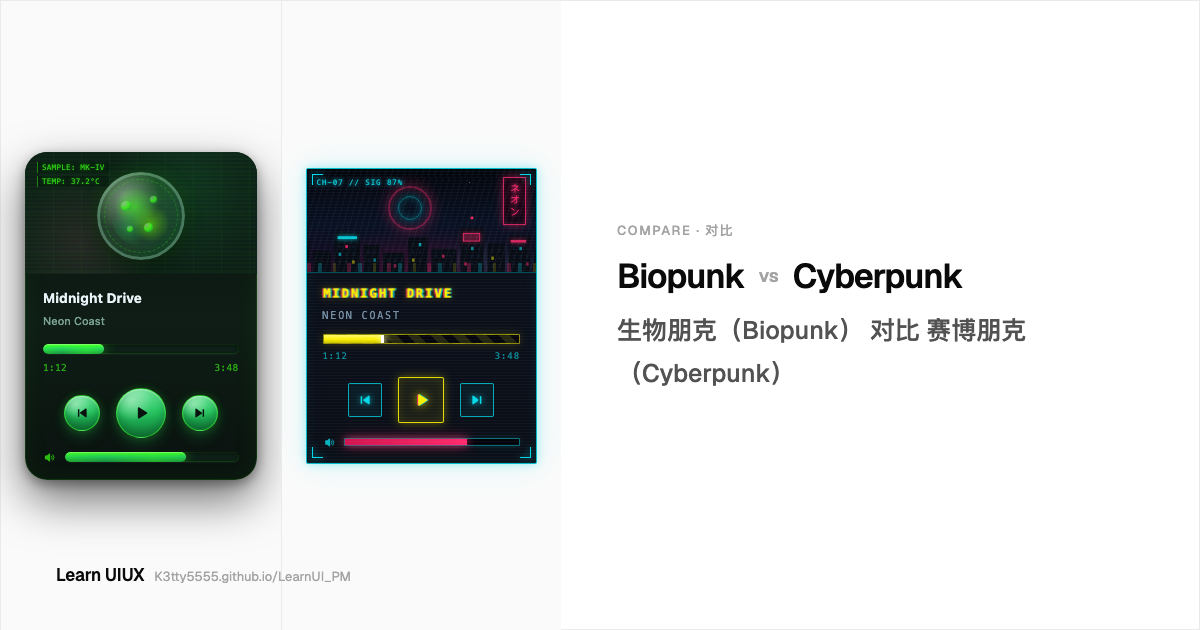 SAMPLE: MK-IV
TEMP: 37.2°C
Midnight Drive
Neon Coast
1:12
3:48
CH-07 // SIG 87%
ネオン
MIDNIGHT DRIVE
NEON COAST
1:12
3:48
COMPARE · 对比
Biopunk vs Cyberpunk
生物朋克（Biopunk） 对比 赛博朋克
（Cyberpunk）
Learn UIUX K3tty5555.github.io/LearnUI_PM